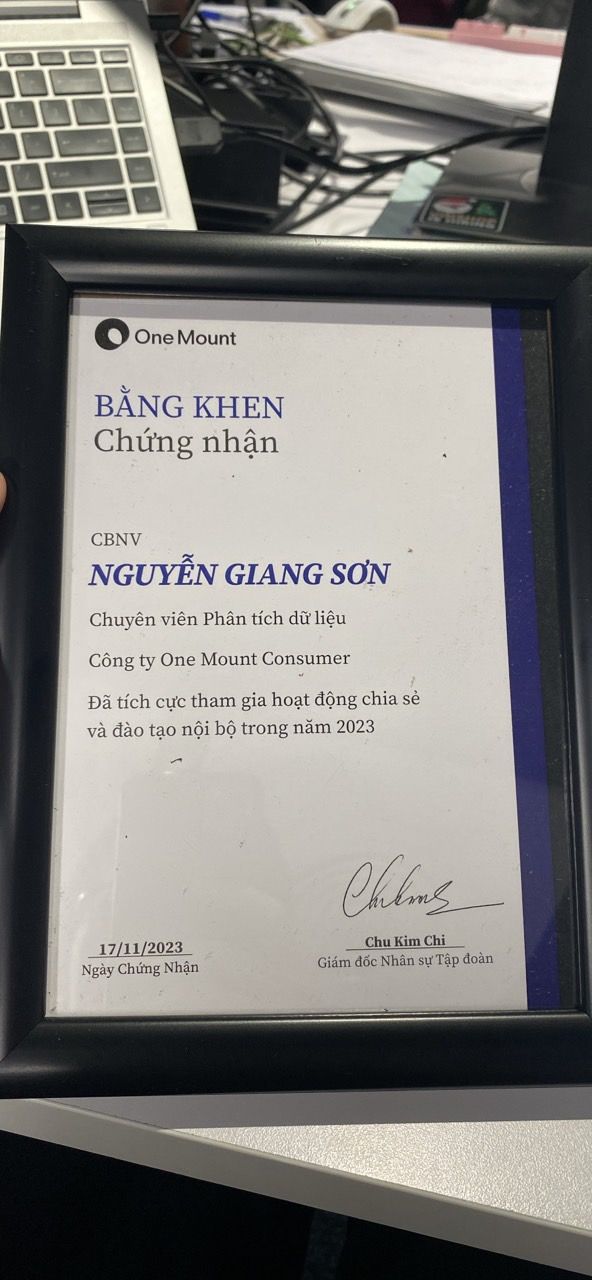 One Mount
BẰNG KHEN
Chứng nhận
CBNV
NGUYỄN GIANG SƠN
Chuyên viên Phân tích dữ liệu
Công ty One Mount Consumer
Đã tích cực tham gia hoạt động chia sẻ
và đào tạo nội bộ trong năm 2023
17/11/2023
Ngày Chứng Nhận
Chu Kim Chi
Giám đốc Nhân sự Tập đoàn